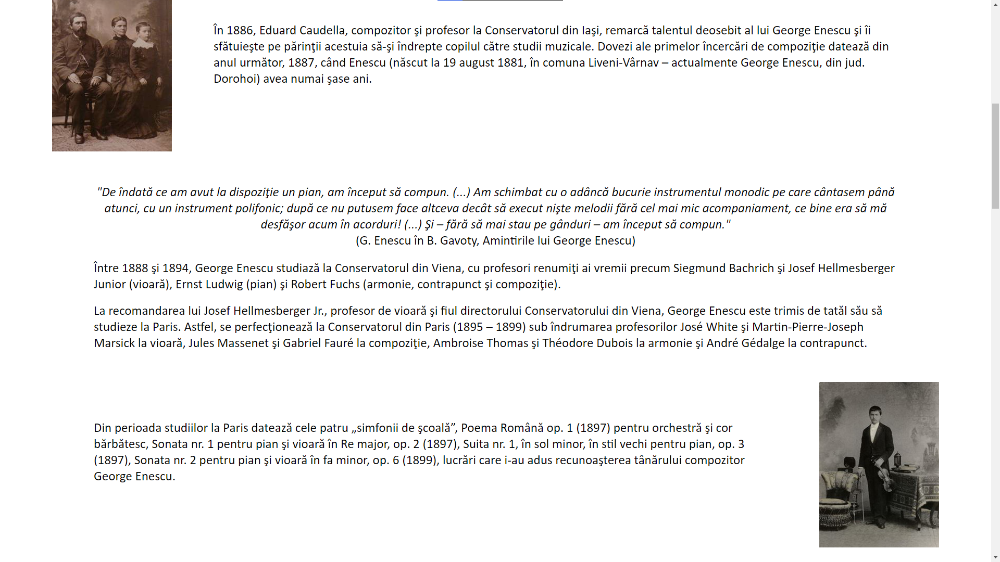 În 1886, Eduard Caudella, compozitor şi profesor la Conservatorul din Iaşi, remarcă talentul deosebit al lui George Enescu şi îi
sfătuieşte pe părinţii acestuia să-şi îndrepte copilul către studii muzicale. Dovezi ale primelor încercări de compoziţie datează din
anul următor, 1887, când Enescu (născut la 19 august 1881, în comuna Liveni-Vârnav – actualmente George Enescu, din jud.
Dorohoi) avea numai şase ani.
"De îndată ce am avut la dispoziţie un pian, am început să compun. (...) Am schimbat cu o adâncă bucurie instrumentul monodic pe care cântasem până
atunci, cu un instrument polifonic; după ce nu putusem face altceva decât să execut nişte melodii fără cel mai mic acompaniament, ce bine era să mă
desfăşor acum în acorduri! (...) Şi – fără să mai stau pe gânduri – am început să compun."
(G. Enescu în B. Gavoty, Amintirile lui George Enescu)
Între 1888 şi 1894, George Enescu studiază la Conservatorul din Viena, cu profesori renumiţi ai vremii precum Siegmund Bachrich şi Josef Hellmesberger
Junior (vioară), Ernst Ludwig (pian) şi Robert Fuchs (armonie, contrapunct şi compoziţie).
La recomandarea lui Josef Hellmesberger Jr., profesor de vioară şi fiul directorului Conservatorului din Viena, George Enescu este trimis de tatăl său să
studieze la Paris. Astfel, se perfecţionează la Conservatorul din Paris (1895 – 1899) sub îndrumarea profesorilor José White şi Martin-Pierre-Joseph
Marsick la vioară, Jules Massenet şi Gabriel Fauré la compoziţie, Ambroise Thomas şi Théodore Dubois la armonie şi André Gédalge la contrapunct.
Din perioada studiilor la Paris datează cele patru „simfonii de şcoală”, Poema Română op. 1 (1897) pentru orchestră şi cor
bărbătesc, Sonata nr. 1 pentru pian şi vioară în Re major, op. 2 (1897), Suita nr. 1, în sol minor, în stil vechi pentru pian, op. 3
(1897), Sonata nr. 2 pentru pian şi vioară în fa minor, op. 6 (1899), lucrări care i-au adus recunoaşterea tânărului compozitor
George Enescu.